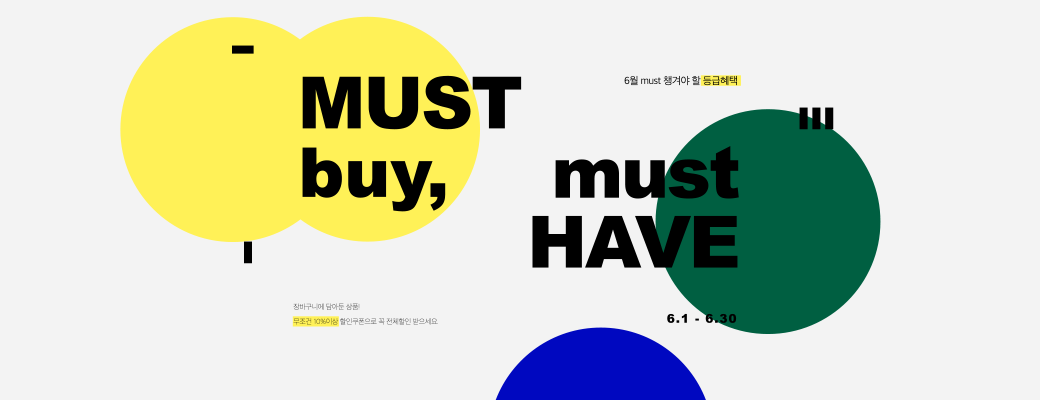 MUST
buy,
6월 must 챙겨야 할 등급혜택
must
HAVE
장바구니에 담아둔 상품!
무조건 10%이상 할인쿠폰으로 꼭 전체할인 받으세요
6.1 - 6.30